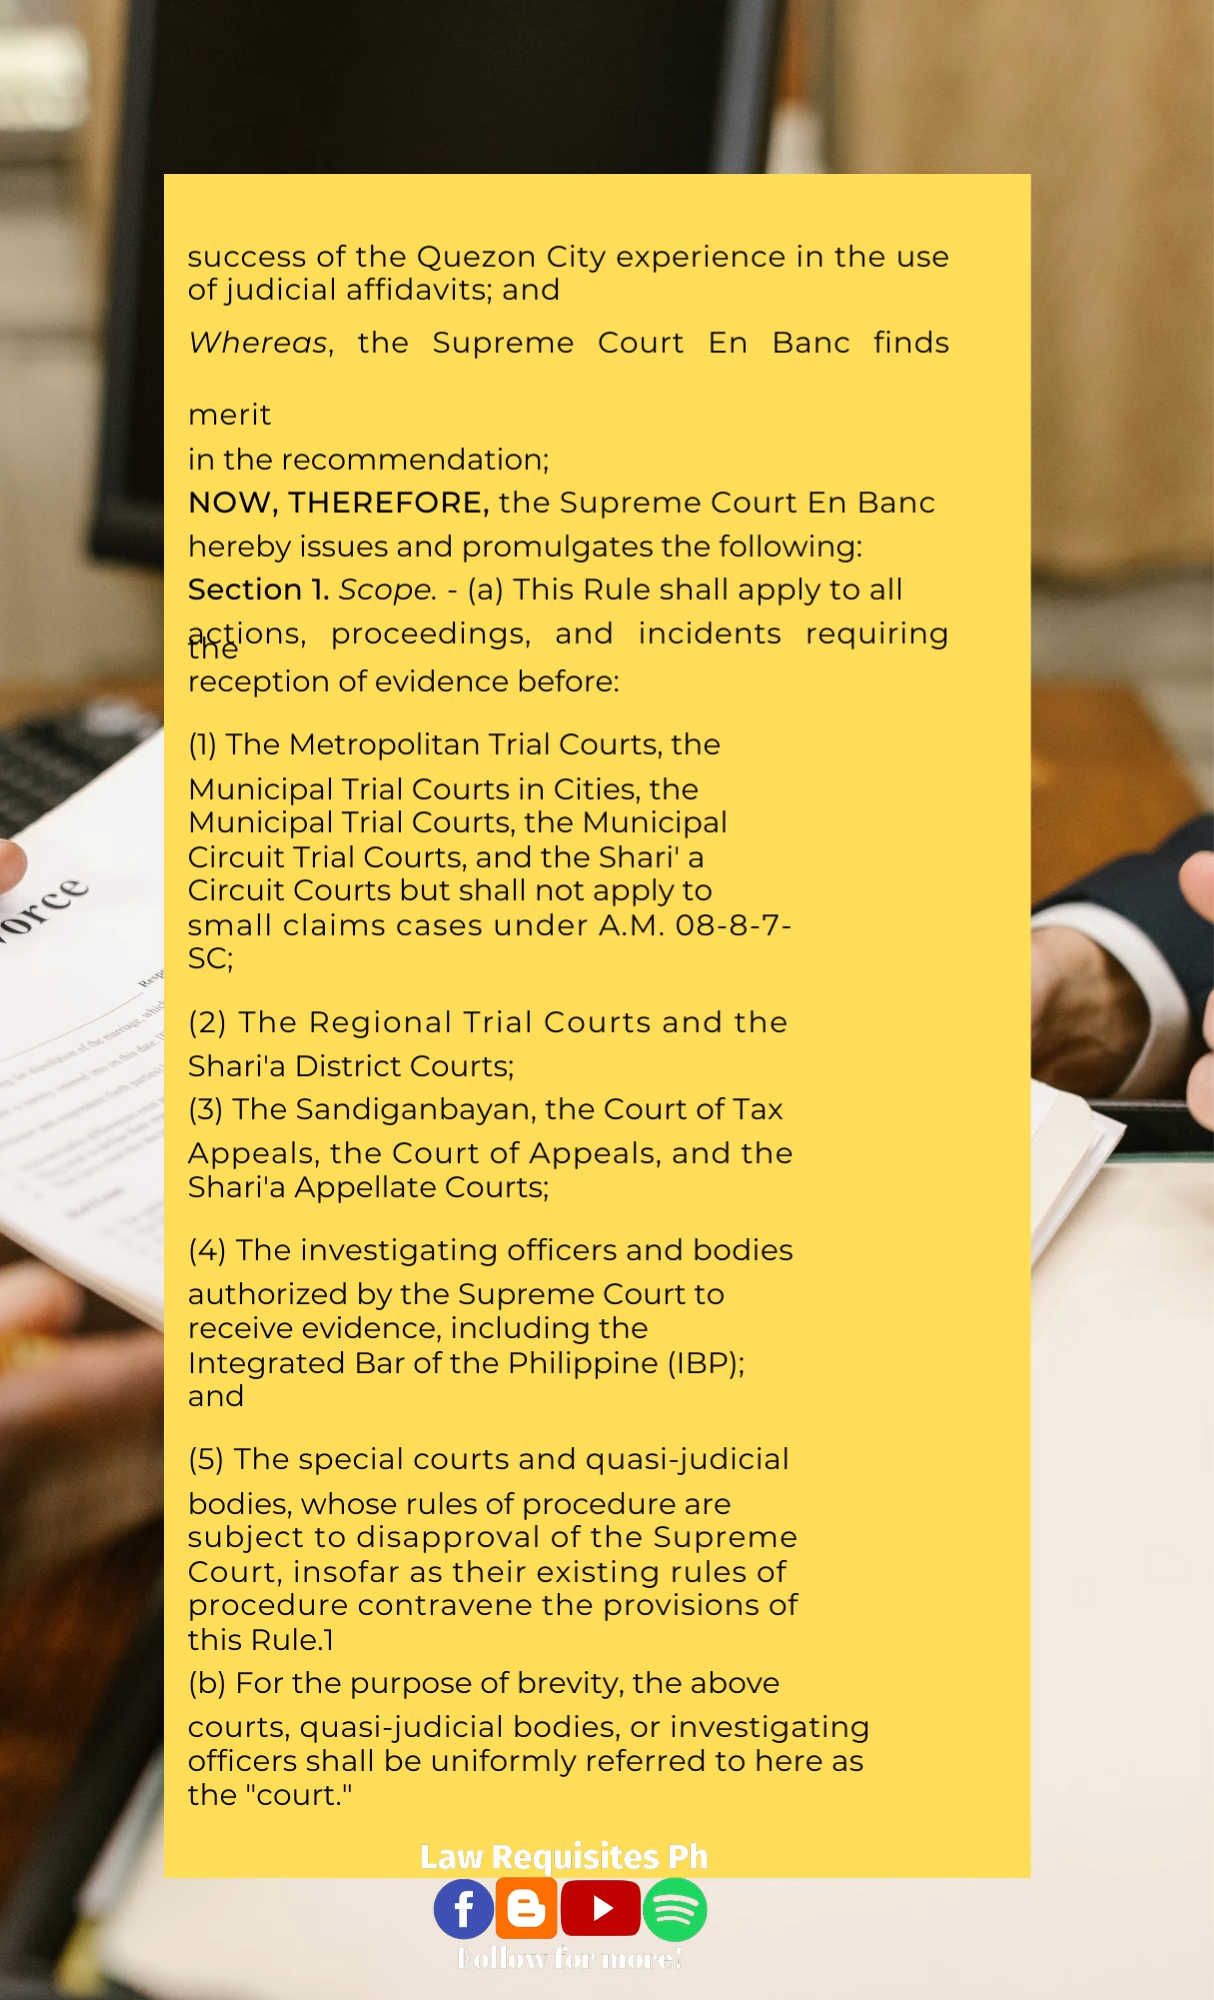 success of the Quezon City experience in the use
of judicial affidavits; and
Whereas, the Supreme Court En Banc finds
merit
in the recommendation;
NOW, THEREFORE, the Supreme Court En Banc
hereby issues and promulgates the following:
Section 1. Scope. - (a) This Rule shall apply to all
actions, proceedings, and incidents requiring
the
reception of evidence before:
(1) The Metropolitan Trial Courts, the
Municipal Trial Courts in Cities, the
Municipal Trial Courts, the Municipal
Circuit Trial Courts, and the Shari' a
Circuit Courts but shall not apply to
small claims cases under A.M. 08-8-7-
SC;
(2) The Regional Trial Courts and the
Shari'a District Courts;
(3) The Sandiganbayan, the Court of Tax
Appeals, the Court of Appeals, and the
Shari'a Appellate Courts;
(4) The investigating officers and bodies
authorized by the Supreme Court to
receive evidence, including the
Integrated Bar of the Philippine (IBP);
and
(5) The special courts and quasi-judicial
bodies, whose rules of procedure are
subject to disapproval of the Supreme
Court, insofar as their existing rules of
procedure contravene the provisions of
this Rule.1
(b) For the purpose of brevity, the above
courts, quasi-judicial bodies, or investigating
officers shall be uniformly referred to here as
the "court."
Law Requisites Ph
Follow for more!